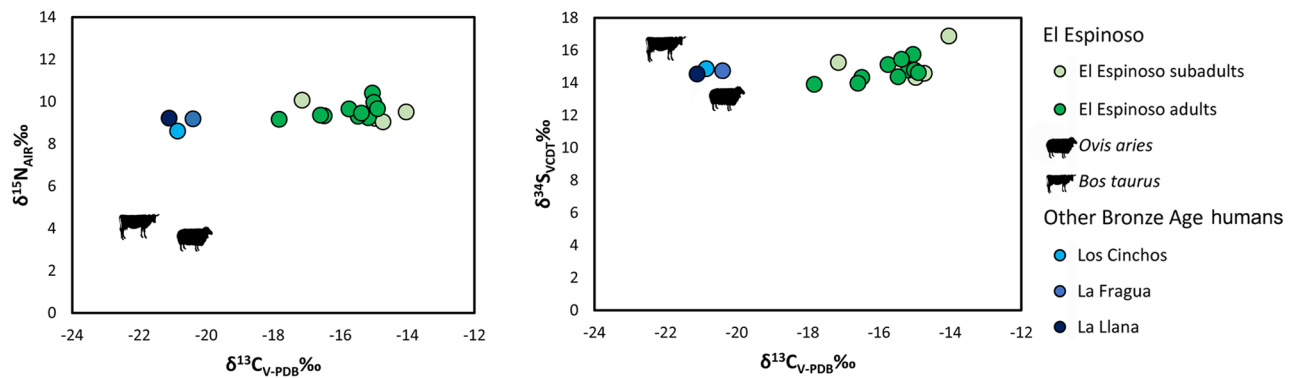 14
12
10
8
6
4
2
0
-24 -22 -20 -18 -16 -14 -12
δ15NAIR‰
δ13CV-PDB‰
18
16
14
12
10
8
6
4
2
0
-24 -22 -20 -18 -16 -14 -12
δ34SVCDT‰
δ13CV-PDB‰
El Espinoso
El Espinoso subadults
El Espinoso adults
Ovis aries
Bos taurus
Other Bronze Age humans
Los Cinchos
La Fragua
La Llana